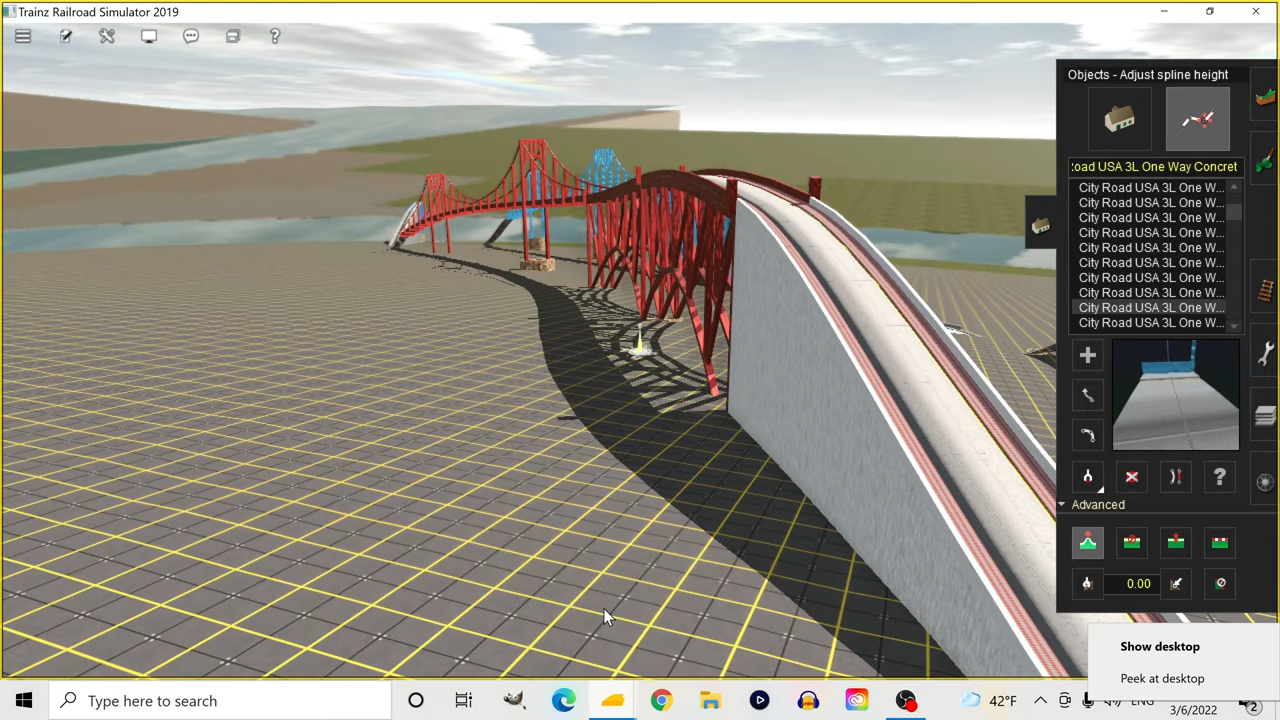 Trainz Railroad Simulator 2019
Objects - Adjust spline height
Road USA 3L One Way Concret
City Road USA 3L One W...
City Road USA 3L One W...
City Road USA 3L One W...
City Road USA 3L One W...
City Road USA 3L One W...
City Road USA 3L One W...
City Road USA 3L One W...
City Road USA 3L One W...
City Road USA 3L One W...
City Road USA 3L One W...
Advanced
0.00
Show desktop
Peek at desktop
Type here to search
42°F
ENG
3/6/2022
2